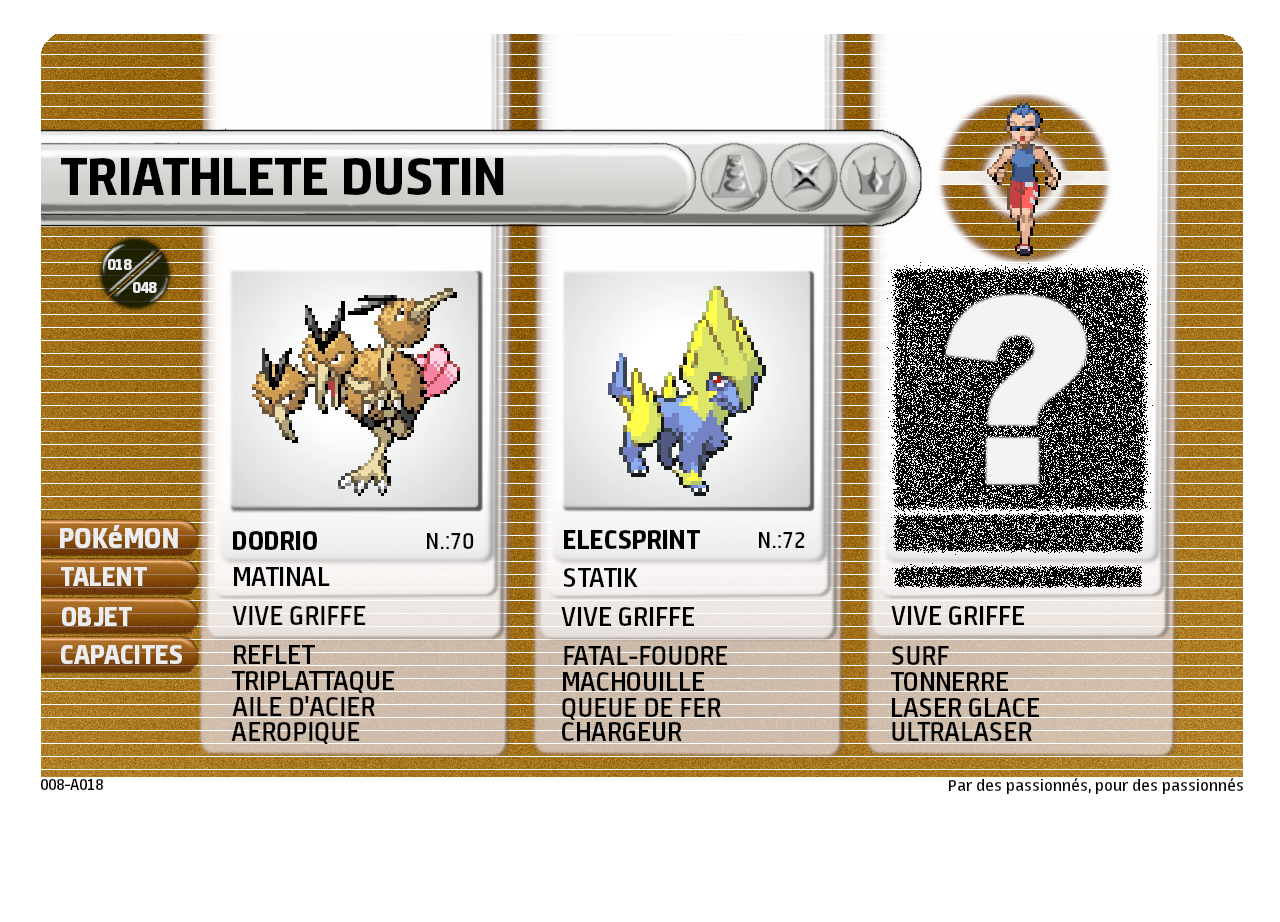 TRIATHLETE DUSTIN
018
048
?
POKéMON
DODRIO N.:70
ELECSPRINT N.:72
TALENT
MATINAL
STATIK
OBJET
VIVE GRIFFE
VIVE GRIFFE
VIVE GRIFFE
CAPACITES
REFLET
TRIPLATTAQUE
AILE D'ACIER
AEROPIQUE
FATAL-FOUDRE
MACHOUILLE
QUEUE DE FER
CHARGEUR
SURF
TONNERRE
LASER GLACE
ULTRALASER
008-A018
Par des passionnés, pour des passionnés